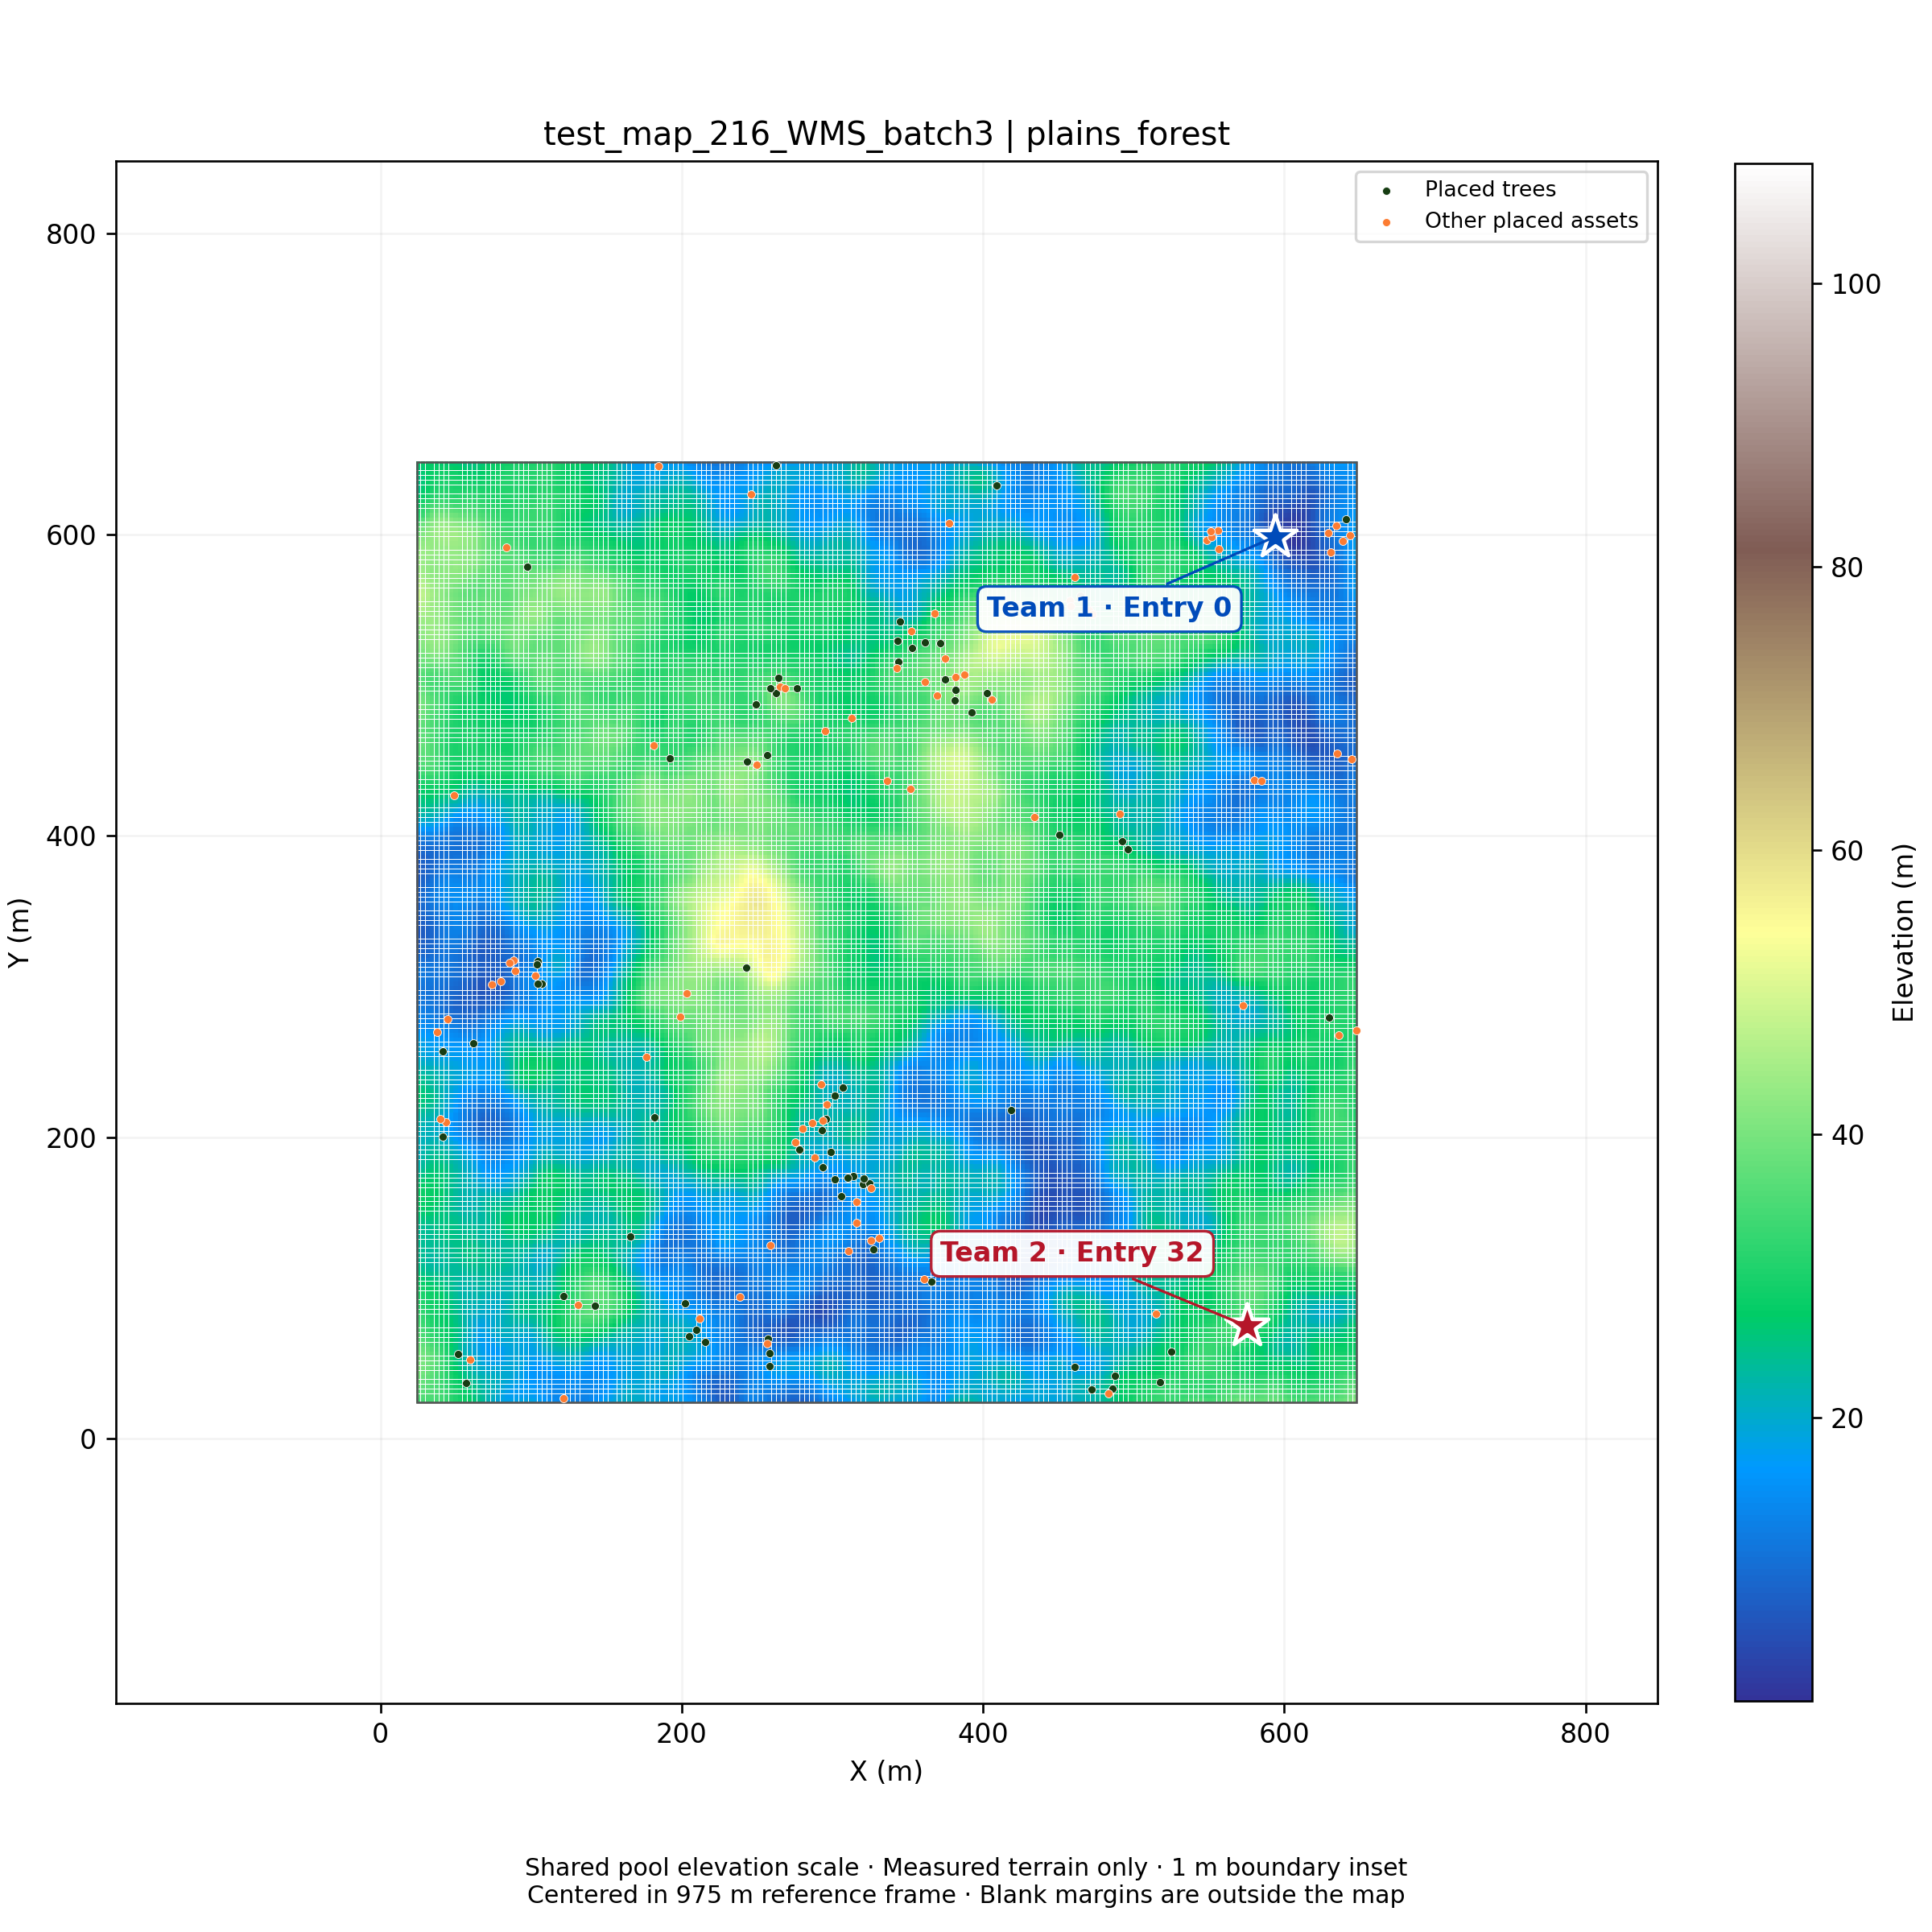 test_map_216_WMS_batch3 | plains_forest
Placed trees
Other placed assets
800
600
400
200
0
Y (m)
Team 1 · Entry 0
Team 2 · Entry 32
0
200
400
600
800
X (m)
100
80
60
40
20
Elevation (m)
Shared pool elevation scale · Measured terrain only · 1 m boundary inset
Centered in 975 m reference frame · Blank margins are outside the map